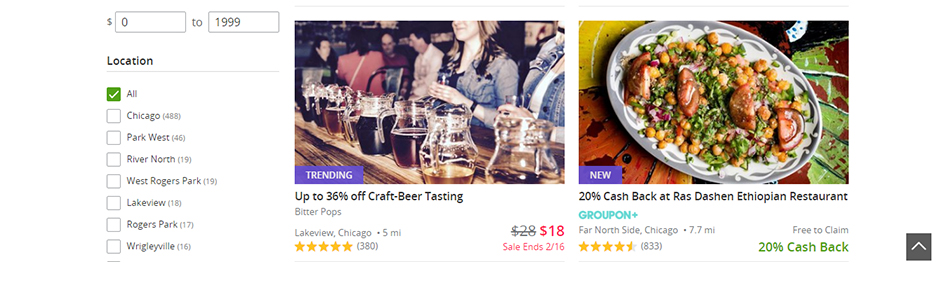 $ 0 to 1999
Location
All
Chicago (488)
Park West (46)
River North (19)
West Rogers Park (19)
Lakeview (18)
Rogers Park (17)
Wrigleyville (16)
TRENDING
Up to 36% off Craft-Beer Tasting
Bitter Pops
Lakeview, Chicago • 5 mi
$28 $18
(380)
Sale Ends 2/16
NEW
20% Cash Back at Ras Dashen Ethiopian Restaurant
GROUPON+
Far North Side, Chicago • 7.7 mi
Free to Claim
(833)
20% Cash Back